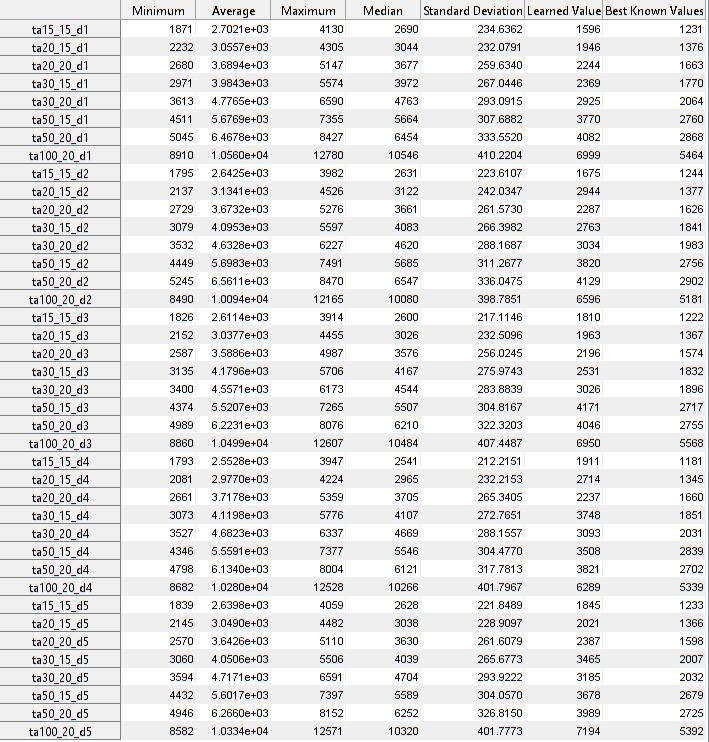 Minimum Average Maximum Median Standard Deviation Learned Value Best Known Values
ta15_15_d1 1871 2.7021e+03 4130 2690 234.6362 1596 1231
ta20_15_d1 2232 3.0557e+03 4305 3044 232.0791 1946 1376
ta20_20_d1 2680 3.6894e+03 5147 3677 259.6340 2244 1663
ta30_15_d1 2971 3.9843e+03 5574 3972 267.0446 2369 1770
ta30_20_d1 3613 4.7765e+03 6590 4763 293.0915 2925 2064
ta50_15_d1 4511 5.6769e+03 7355 5664 307.6882 3770 2760
ta50_20_d1 5045 6.4678e+03 8427 6454 333.5520 4082 2868
ta100_20_d1 8910 1.0560e+04 12780 10546 410.2204 6999 5464
ta15_15_d2 1795 2.6425e+03 3982 2631 223.6107 1675 1244
ta20_15_d2 2137 3.1341e+03 4526 3122 242.0347 2944 1377
ta20_20_d2 2729 3.6732e+03 5276 3661 261.5730 2287 1626
ta30_15_d2 3079 4.0953e+03 5597 4083 266.3982 2763 1841
ta30_20_d2 3532 4.6328e+03 6227 4620 288.1687 3034 1983
ta50_15_d2 4449 5.6983e+03 7491 5685 311.2677 3820 2756
ta50_20_d2 5245 6.5611e+03 8470 6547 336.0475 4129 2902
ta100_20_d2 8490 1.0094e+04 12165 10080 398.7851 6596 5181
ta15_15_d3 1826 2.6114e+03 3914 2600 217.1146 1810 1222
ta20_15_d3 2152 3.0377e+03 4455 3026 232.5096 1963 1367
ta20_20_d3 2587 3.5886e+03 4987 3576 256.0245 2196 1574
ta30_15_d3 3135 4.1796e+03 5706 4167 275.9743 2531 1832
ta30_20_d3 3400 4.5571e+03 6173 4544 283.8839 3026 1896
ta50_15_d3 4374 5.5207e+03 7265 5507 304.8167 4171 2717
ta50_20_d3 4989 6.2231e+03 8076 6210 322.3203 4046 2755
ta100_20_d3 8860 1.0499e+04 12607 10484 407.4487 6950 5568
ta15_15_d4 1793 2.5528e+03 3947 2541 212.2151 1911 1181
ta20_15_d4 2081 2.9770e+03 4224 2965 232.2153 2714 1345
ta20_20_d4 2661 3.7178e+03 5359 3705 265.3405 2237 1660
ta30_15_d4 3073 4.1198e+03 5776 4107 272.7651 3748 1851
ta30_20_d4 3527 4.6823e+03 6337 4669 288.1557 3093 2031
ta50_15_d4 4346 5.5591e+03 7377 5546 304.4770 3508 2839
ta50_20_d4 4798 6.1340e+03 8004 6121 317.7813 3821 2702
ta100_20_d4 8682 1.0280e+04 12528 10266 401.7967 6289 5339
ta15_15_d5 1839 2.6398e+03 4059 2628 221.8489 1845 1233
ta20_15_d5 2145 3.0490e+03 4482 3038 228.9097 2021 1366
ta20_20_d5 2570 3.6426e+03 5110 3630 261.6079 2387 1598
ta30_15_d5 3060 4.0506e+03 5506 4039 265.6773 3465 2007
ta30_20_d5 3594 4.7171e+03 6591 4704 293.9222 3185 2032
ta50_15_d5 4432 5.6017e+03 7397 5589 304.0570 3678 2679
ta50_20_d5 4946 6.2660e+03 8152 6252 326.8150 3989 2725
ta100_20_d5 8582 1.0334e+04 12571 10320 401.7773 7194 5392